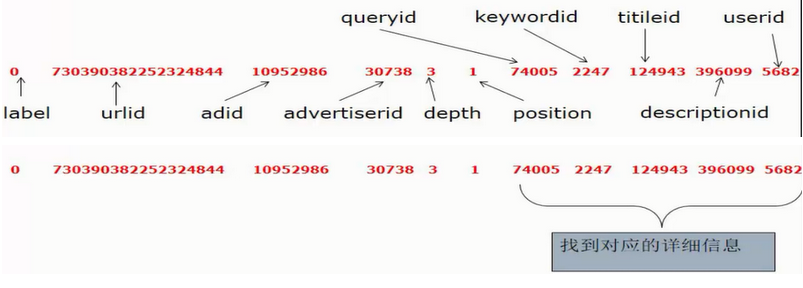 queryid keywordid titileid userid
0 730390382252324844 10952986 30738 3 1 74005 2247 124943 396099 5682
label urlid adid advertiserid depth position descriptionid
0 730390382252324844 10952986 30738 3 1 74005 2247 124943 396099 5682
找到对应的详细信息